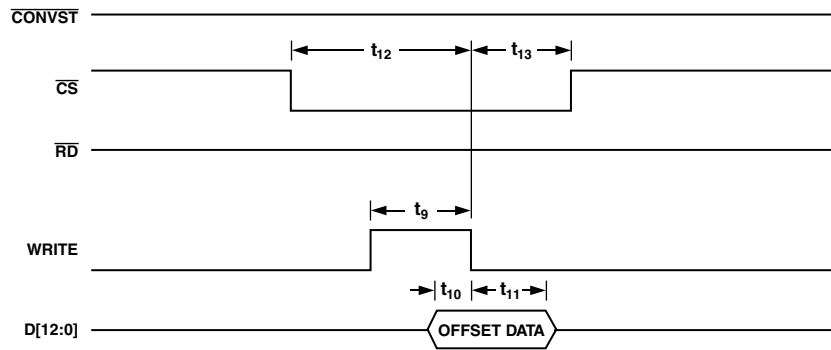 CONVST
t12 t13
CS
RD
t9
WRITE
t10 t11
D[12:0] OFFSET DATA